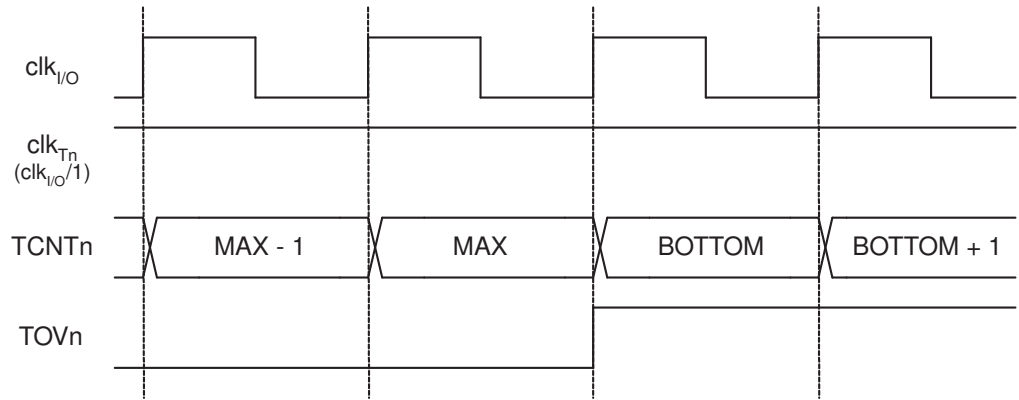 clkI/O
clkTn
(clkI/O/1)
TCNTn MAX - 1 MAX BOTTOM BOTTOM + 1
TOVn